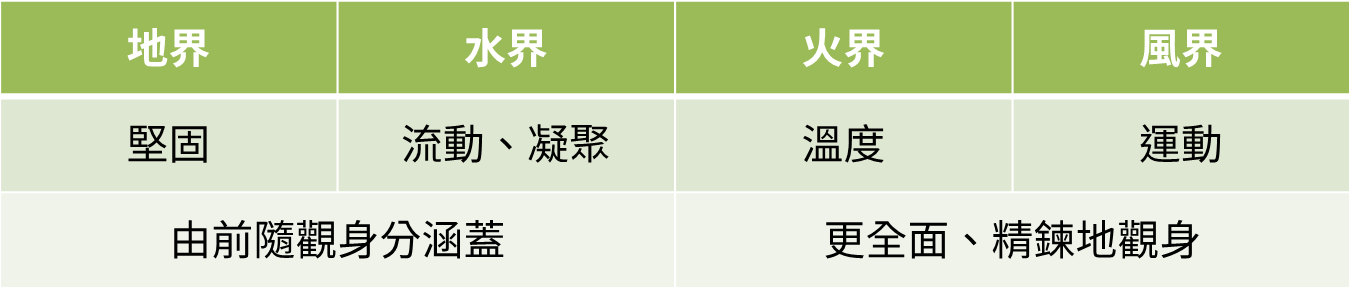 地界 水界 火界 風界
堅固 流動、凝聚 溫度 運動
由前隨觀身分涵蓋 更全面、精鍊地觀身